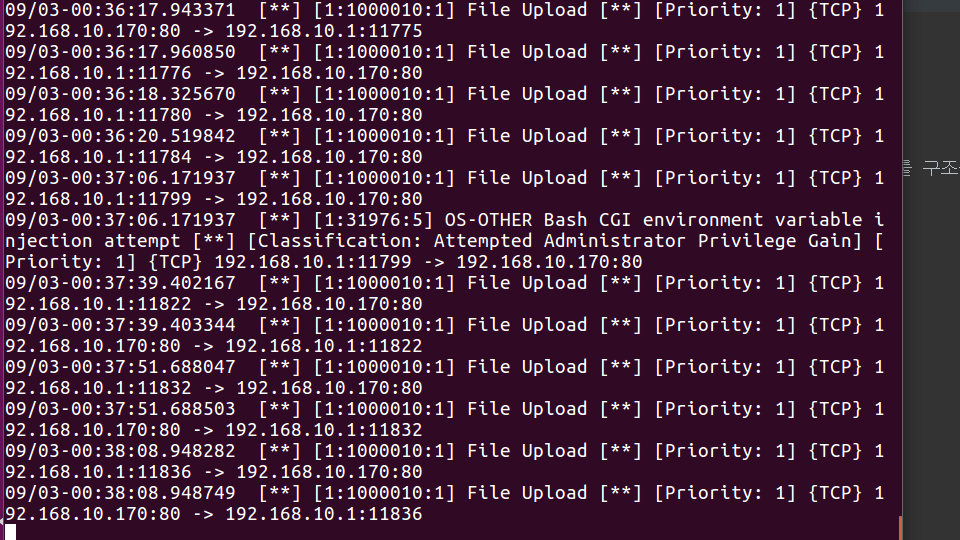 09/03-00:36:17.943371  [**] [1:1000010:1] File Upload [**] [Priority: 1] {TCP} 1
92.168.10.170:80 -> 192.168.10.1:11775
09/03-00:36:17.960850  [**] [1:1000010:1] File Upload [**] [Priority: 1] {TCP} 1
92.168.10.1:11776 -> 192.168.10.170:80
09/03-00:36:18.325670  [**] [1:1000010:1] File Upload [**] [Priority: 1] {TCP} 1
92.168.10.1:11780 -> 192.168.10.170:80
09/03-00:36:20.519842  [**] [1:1000010:1] File Upload [**] [Priority: 1] {TCP} 1
92.168.10.1:11784 -> 192.168.10.170:80
09/03-00:37:06.171937  [**] [1:1000010:1] File Upload [**] [Priority: 1] {TCP} 1
92.168.10.1:11799 -> 192.168.10.170:80
09/03-00:37:06.171937  [**] [1:31976:5] OS-OTHER Bash CGI environment variable i
njection attempt [**] [Classification: Attempted Administrator Privilege Gain] [
Priority: 1] {TCP} 192.168.10.1:11799 -> 192.168.10.170:80
09/03-00:37:39.402167  [**] [1:1000010:1] File Upload [**] [Priority: 1] {TCP} 1
92.168.10.1:11822 -> 192.168.10.170:80
09/03-00:37:39.403344  [**] [1:1000010:1] File Upload [**] [Priority: 1] {TCP} 1
92.168.10.170:80 -> 192.168.10.1:11822
09/03-00:37:51.688047  [**] [1:1000010:1] File Upload [**] [Priority: 1] {TCP} 1
92.168.10.1:11832 -> 192.168.10.170:80
09/03-00:37:51.688503  [**] [1:1000010:1] File Upload [**] [Priority: 1] {TCP} 1
92.168.10.170:80 -> 192.168.10.1:11832
09/03-00:38:08.948282  [**] [1:1000010:1] File Upload [**] [Priority: 1] {TCP} 1
92.168.10.1:11836 -> 192.168.10.170:80
09/03-00:38:08.948749  [**] [1:1000010:1] File Upload [**] [Priority: 1] {TCP} 1
92.168.10.170:80 -> 192.168.10.1:11836
를 구조